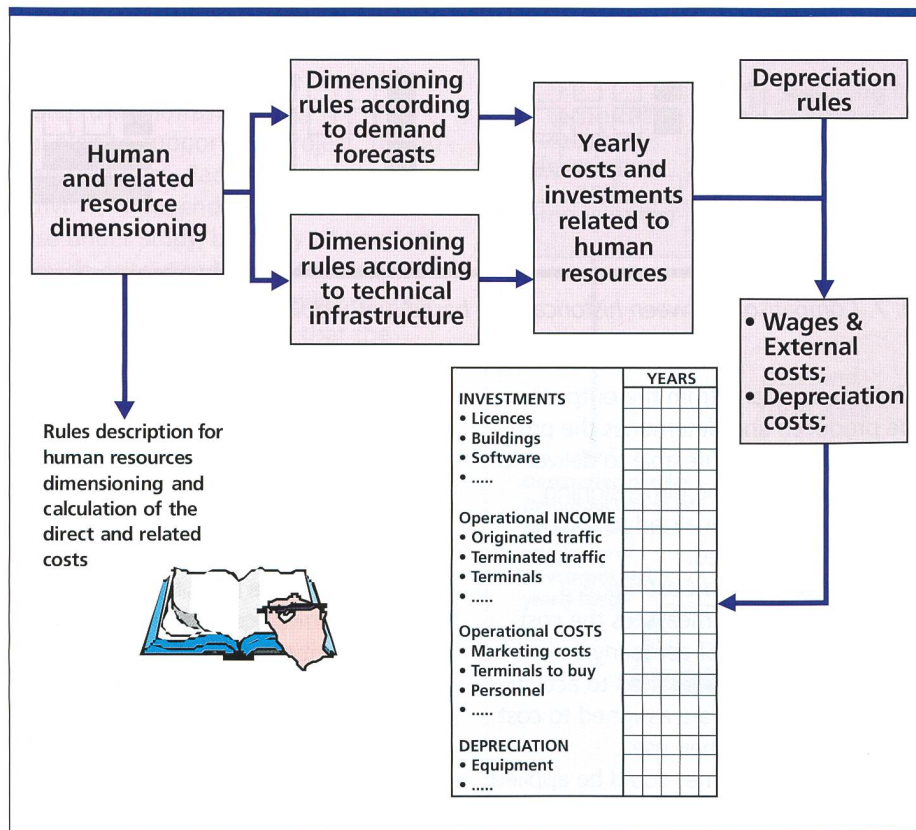 Human
and related
resource
dimensioning
Dimensioning
rules according
to demand
forecasts
Dimensioning
rules according
to technical
infrastructure
Yearly
costs and
investments
related to
human
resources
Depreciation
rules
• Wages &
External
costs;
• Depreciation
costs;
Rules description for
human resources
dimensioning and
calculation of the
direct and related
costs
YEARS
INVESTMENTS
• Licences
• Buildings
• Software
• .....
Operational INCOME
• Originated traffic
• Terminated traffic
• Terminals
• .....
Operational COSTS
• Marketing costs
• Terminals to buy
• Personnel
• .....
DEPRECIATION
• Equipment
• .....